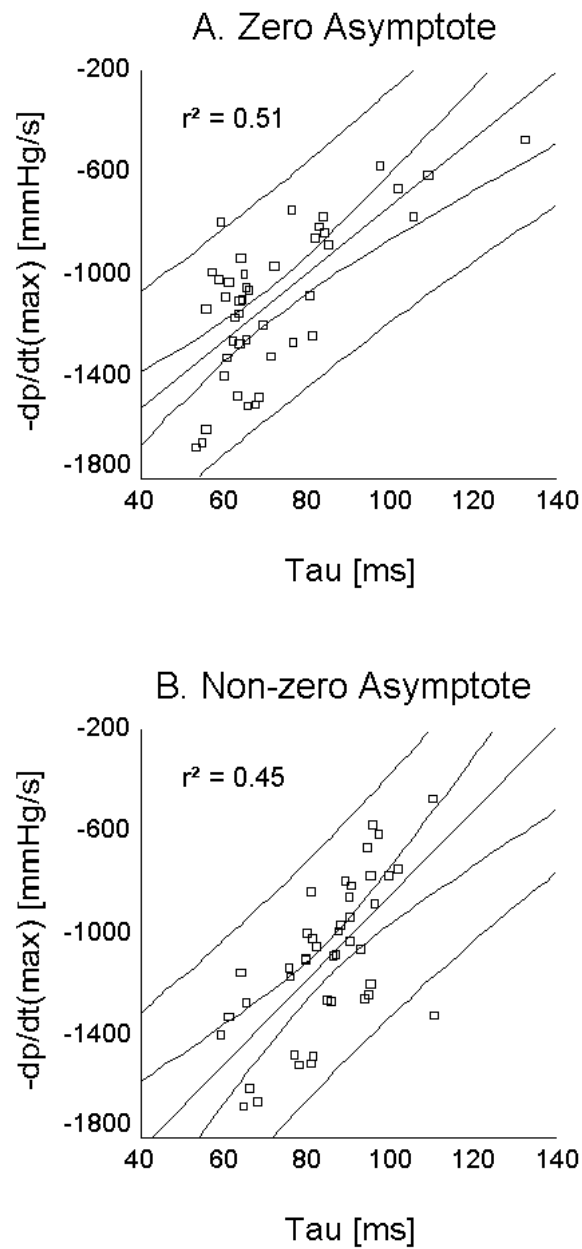 A. Zero Asymptote
r² = 0.51
-dp/dt(max) [mmHg/s]
-200
-600
-1000
-1400
-1800
40 60 80 100 120 140
Tau [ms]
B. Non-zero Asymptote
r² = 0.45
-dp/dt(max) [mmHg/s]
-200
-600
-1000
-1400
-1800
40 60 80 100 120 140
Tau [ms]